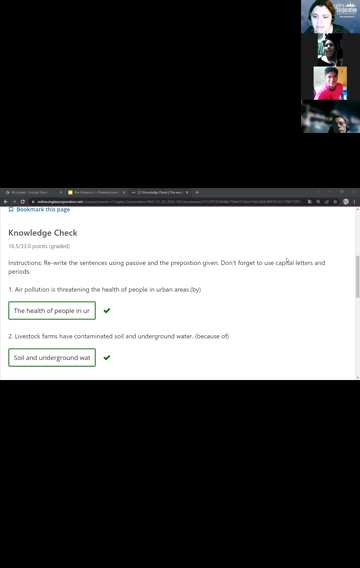 Bookmark this page
Knowledge Check
16.5/33.0 points (graded)
Instructions: Re-write the sentences using passive and the prepostion given. Don't forget to use capital letters and
periods.
1. Air pollution is threatening the health of people in urban areas.(by)
The health of people in ur
2. Livestock farms have contaminated soil and underground water. (because of)
Soil and underground wat